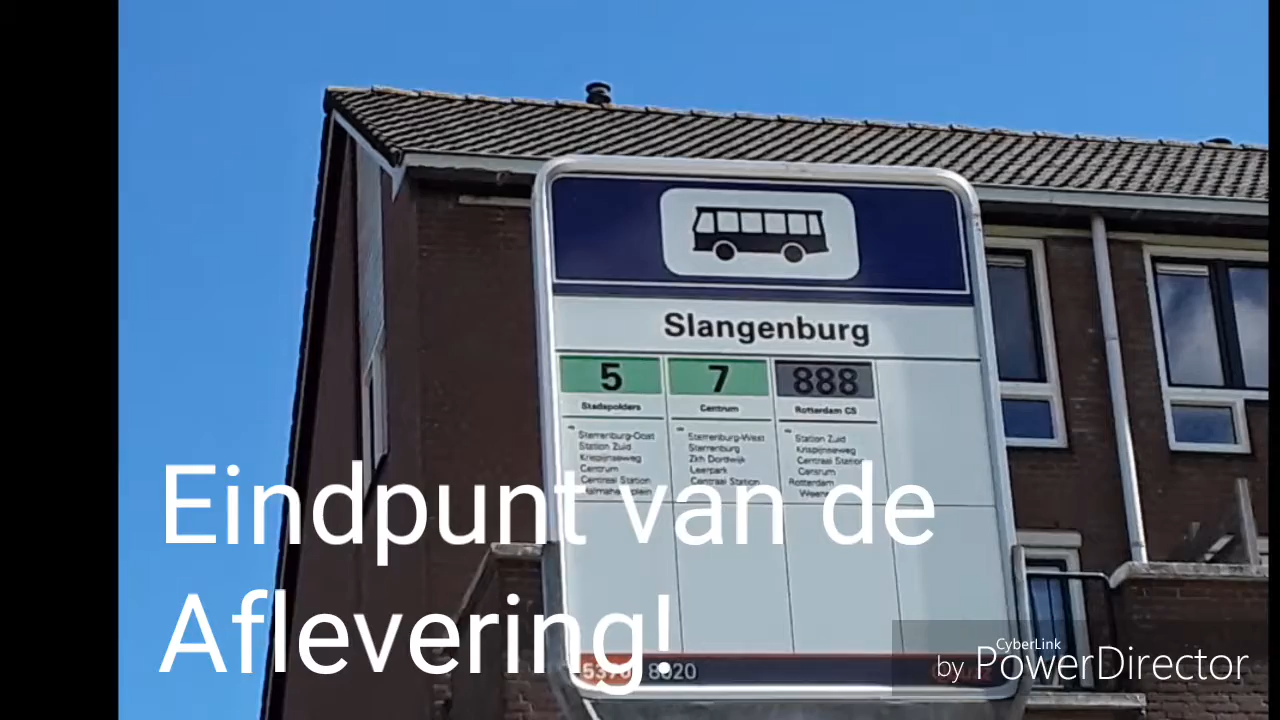 Slangenburg
5 7 888
Stadspolders Centrum Rotterdam CS
Sterrenburg-Oost
Station Zuid
Krispijnseweg
Centrum
Centraal Station
Sterrenburg-West
Sterrenburg
Zkh Dordwijk
Leerpark
Centraal Station
Station Zuid
Krispijnseweg
Centraal Station
Centrum
Rotterdam
Eindpunt van de
Aflevering!
8020
CyberLink
by PowerDirector